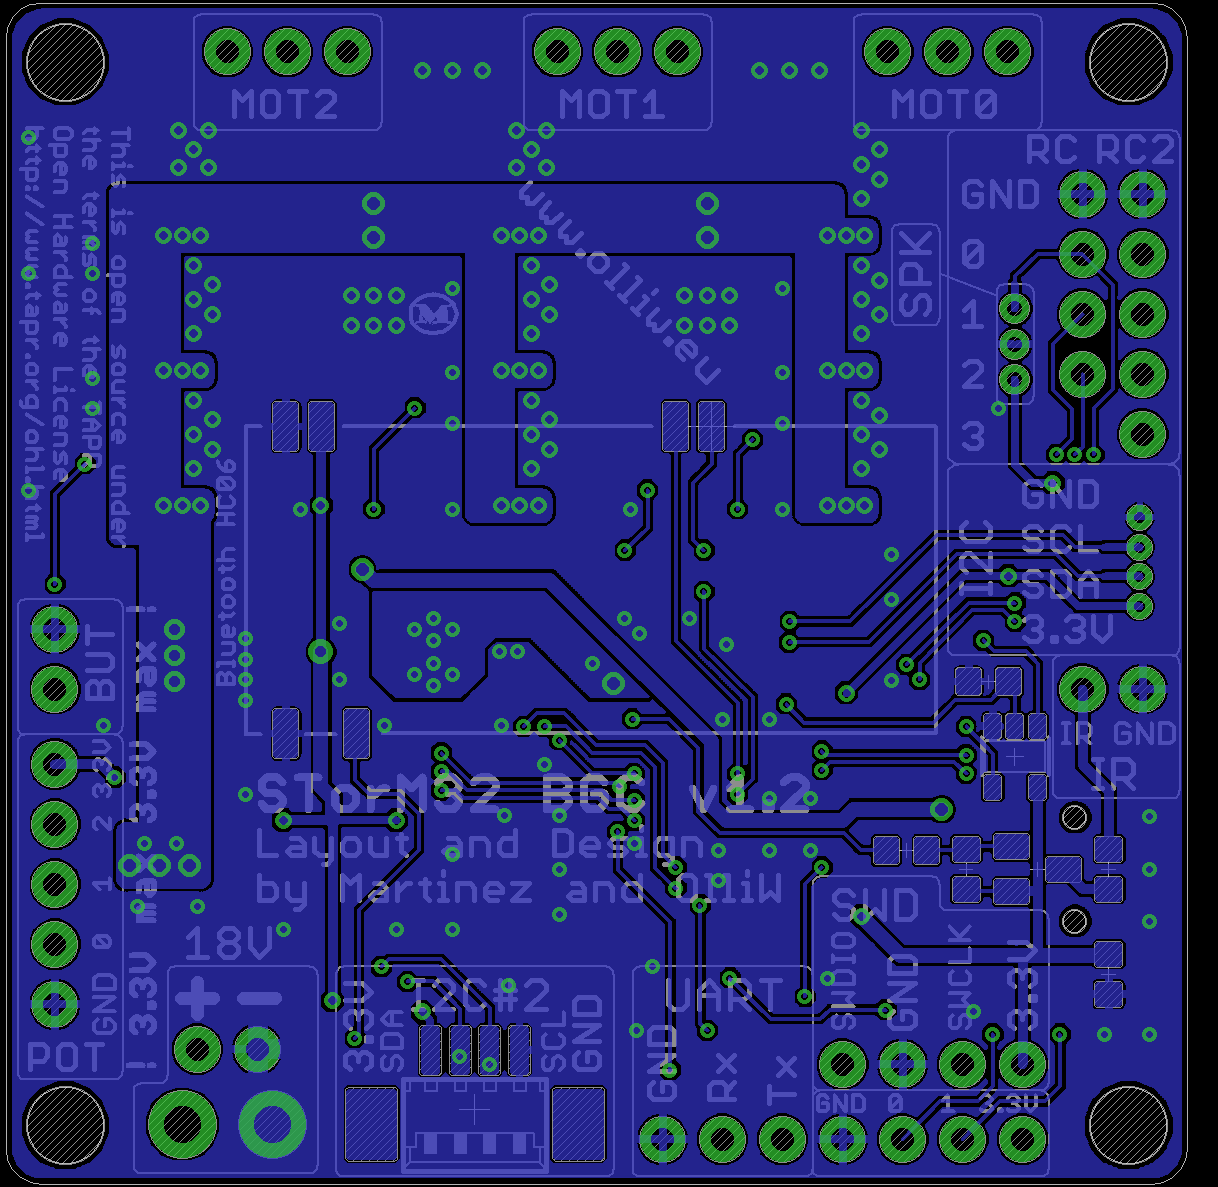 MOT2
MOT1
MOT0
RC RC2
GND
0
1
2
3
SPK
This is open source under
the terms of the TAPR
Open Hardware License
http://www.tapr.org/ohl.html
www.olliw.eu
Bluetooth HC06
I2C
GND
SCL
SDA
3.3V
IR GND
IR
BUT
! 3.3V max 3.3V max !
3.3V
2
1
0
GND
POT
STorM32 BGC v1.2
Layout and Design
by Martinez and OlliW
18V
+ -
I2C#2
3.3V
SDA
SCL
GND
UART
GND
Rx
Tx
SWD
SWDIO
GND
SWCLK
3.3V
GND 0 1 3.3V